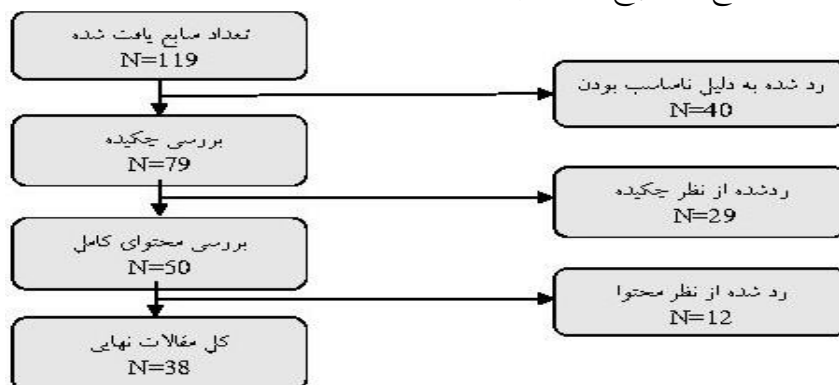 تعداد منابع یافت شده
N=119
رد شده به دلیل نامناسب بودن
N=40
بررسی چکیده
N=79
ردشده از نظر چکیده
N=29
بررسی محتوای کامل
N=50
رد شده از نظر محتوا
N=12
کل مقالات نهایی
N=38